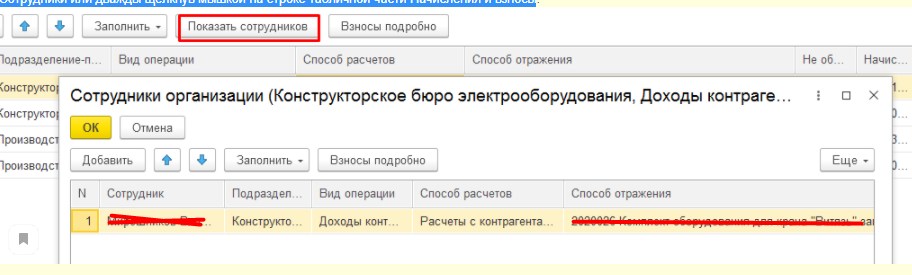 Сотрудники или дважды щелкнув мышкой на строке табличной части Начисления и взносы.
Заполнить Показать сотрудников Взносы подробно
Подразделение-п... Вид операции Способ расчетов Способ отражения Не об... Начис...
Конструктор
Конструктор
Производст
Производст
Сотрудники организации (Конструкторское бюро электрооборудования, Доходы контраге...
ОК Отмена
Добавить Заполнить Взносы подробно Еще
N Сотрудник Подраздел... Вид операции Способ расчетов Способ отражения
1 Конструкто... Доходы конт... Расчеты с контрагента...